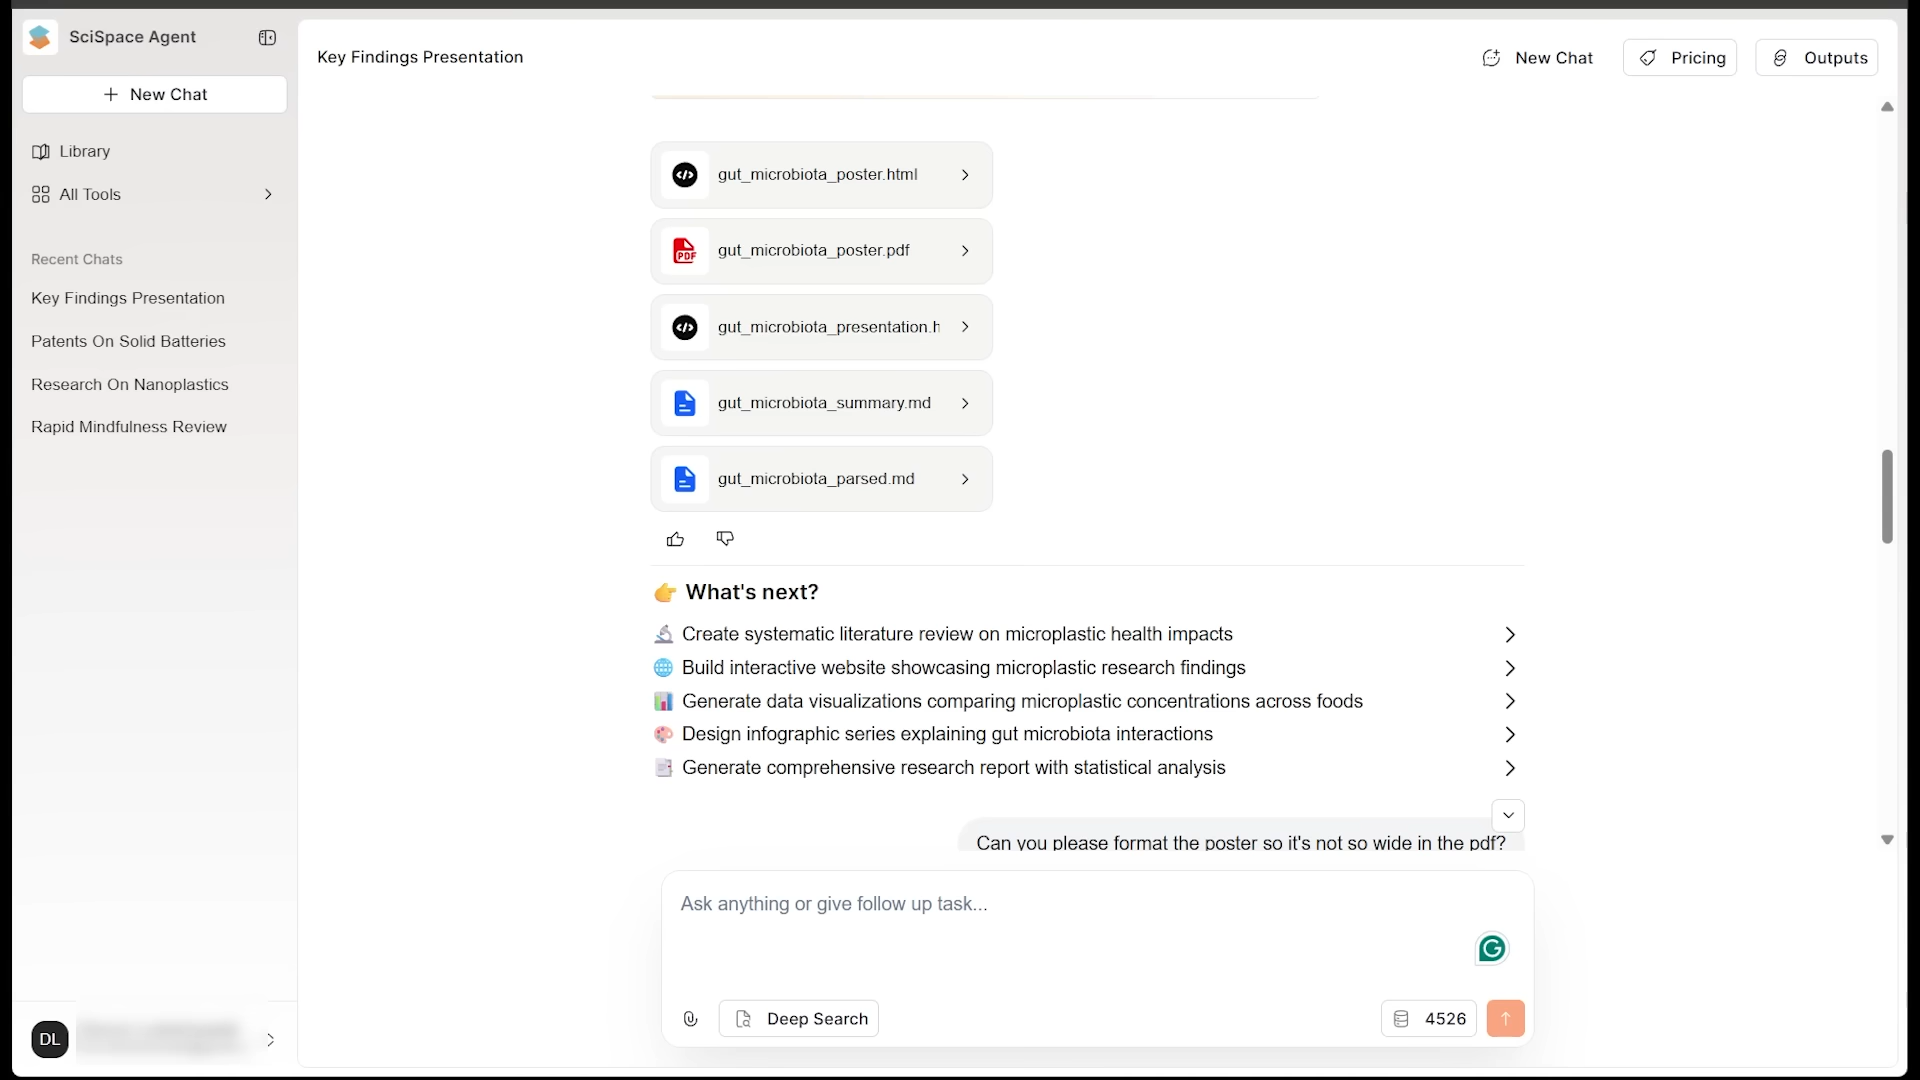 SciSpace Agent
New Chat
Library
All Tools
Recent Chats
Key Findings Presentation
Patents On Solid Batteries
Research On Nanoplastics
Rapid Mindfulness Review
DL
Key Findings Presentation
New Chat
Pricing
Outputs
gut_microbiota_poster.html
PDF
gut_microbiota_poster.pdf
gut_microbiota_presentation.h
gut_microbiota_summary.md
gut_microbiota_parsed.md
What's next?
Create systematic literature review on microplastic health impacts
Build interactive website showcasing microplastic research findings
Generate data visualizations comparing microplastic concentrations across foods
Design infographic series explaining gut microbiota interactions
Generate comprehensive research report with statistical analysis
Can you please format the poster so it's not so wide in the pdf?
Ask anything or give follow up task...
Deep Search
4526